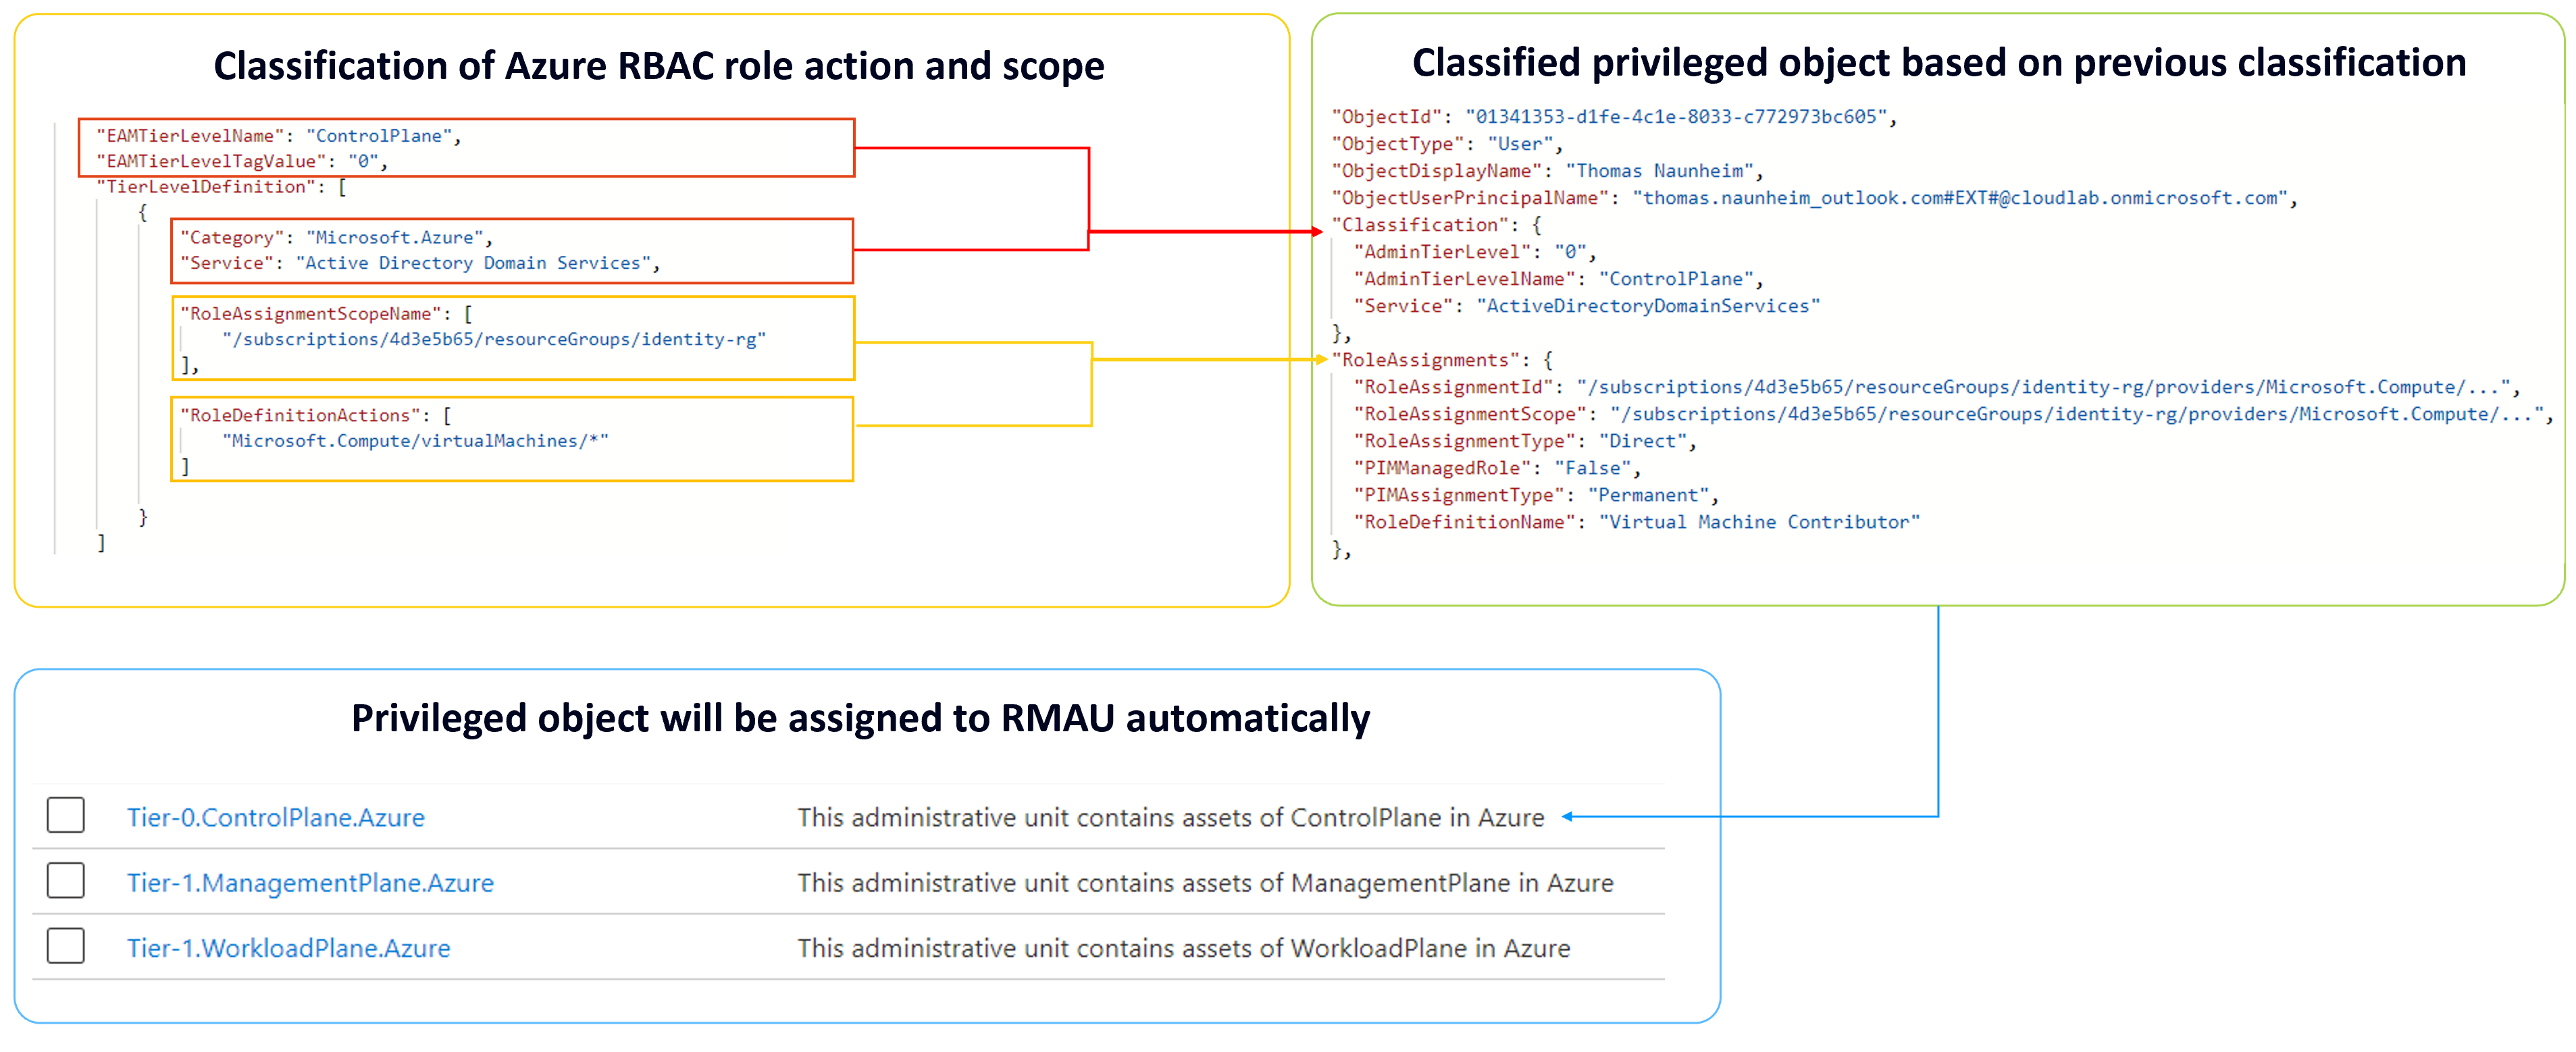 Classification of Azure RBAC role action and scope
"EAMTierLevelName": "ControlPlane",
"EAMTierLevelTagValue": "0",
"TierLevelDefinition": [
{
"Category": "Microsoft.Azure",
"Service": "Active Directory Domain Services",
"RoleAssignmentScopeName": [
"/subscriptions/4d3e5b65/resourceGroups/identity-rg"
],
"RoleDefinitionActions": [
"Microsoft.Compute/virtualMachines/*"
]
}
]
Classified privileged object based on previous classification
"ObjectId": "01341353-d1fe-4c1e-8033-c772973bc605",
"ObjectType": "User",
"ObjectDisplayName": "Thomas Naunheim",
"ObjectUserPrincipalName": "thomas.naunheim_outlook.com#EXT#@cloudlab.onmicrosoft.com",
"Classification": {
"AdminTierLevel": "0",
"AdminTierLevelName": "ControlPlane",
"Service": "ActiveDirectoryDomainServices"
},
"RoleAssignments": {
"RoleAssignmentId": "/subscriptions/4d3e5b65/resourceGroups/identity-rg/providers/Microsoft.Compute/...",
"RoleAssignmentScope": "/subscriptions/4d3e5b65/resourceGroups/identity-rg/providers/Microsoft.Compute/...",
"RoleAssignmentType": "Direct",
"PIMManagedRole": "False",
"PIMAssignmentType": "Permanent",
"RoleDefinitionName": "Virtual Machine Contributor"
},
Privileged object will be assigned to RMAU automatically
Tier-0.ControlPlane.Azure This administrative unit contains assets of ControlPlane in Azure
Tier-1.ManagementPlane.Azure This administrative unit contains assets of ManagementPlane in Azure
Tier-1.WorkloadPlane.Azure This administrative unit contains assets of WorkloadPlane in Azure